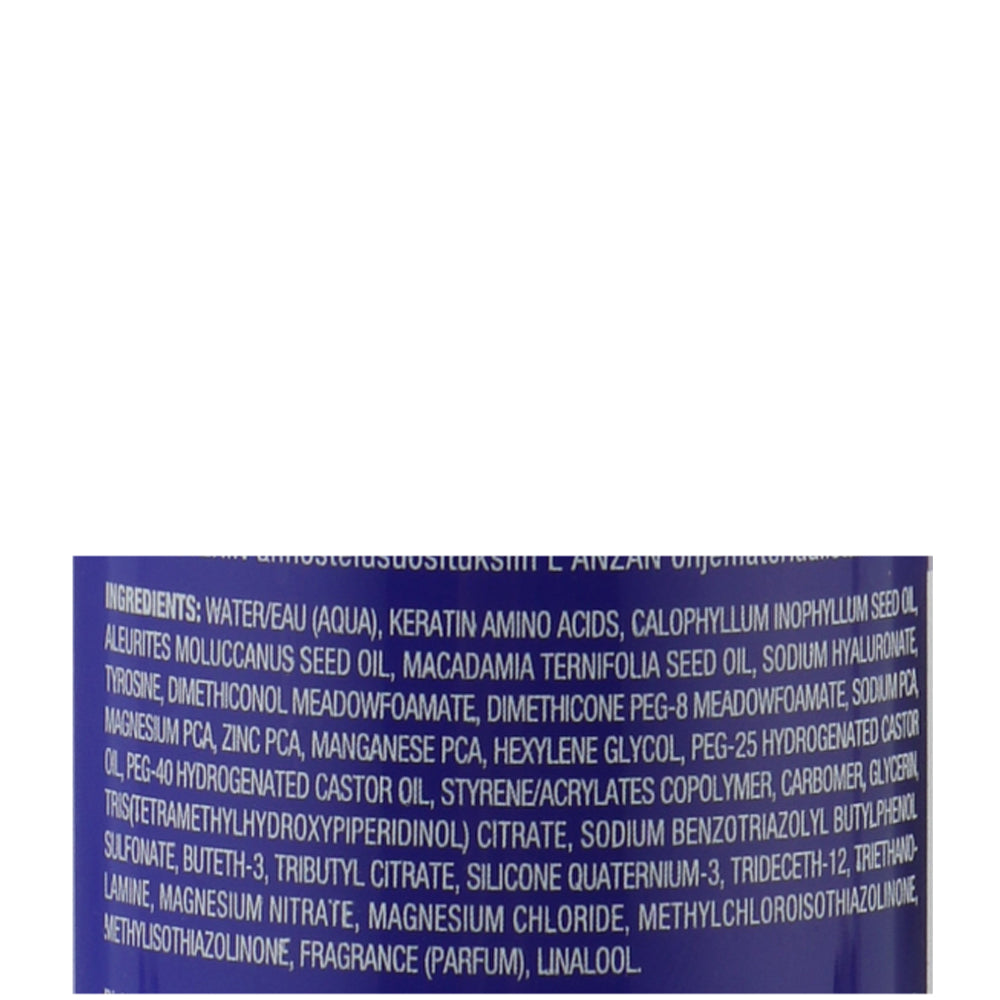 annostelusuosituksiin L'ANZAN ohjemateriaalia
INGREDIENTS: WATER/EAU (AQUA), KERATIN AMINO ACIDS, CALOPHYLLUM INOPHYLLUM SEED OIL,
ALEURITES MOLUCCANUS SEED OIL, MACADAMIA TERNIFOLIA SEED OIL, SODIUM HYALURONATE,
TYROSINE, DIMETHICONOL MEADOWFOAMATE, DIMETHICONE PEG-8 MEADOWFOAMATE, SODIUM PCA,
MAGNESIUM PCA, ZINC PCA, MANGANESE PCA, HEXYLENE GLYCOL, PEG-25 HYDROGENATED CASTOR
OIL, PEG-40 HYDROGENATED CASTOR OIL, STYRENE/ACRYLATES COPOLYMER, CARBOMER, GLYCERIN,
TRIS(TETRAMETHYLHYDROXYPIPERIDINOL) CITRATE, SODIUM BENZOTRIAZOLYL BUTYLPHENOL
SULFONATE, BUTETH-3, TRIBUTYL CITRATE, SILICONE QUATERNIUM-3, TRIDECETH-12, TRIETHANO-
LAMINE, MAGNESIUM NITRATE, MAGNESIUM CHLORIDE, METHYLCHLOROISOTHIAZOLINONE,
METHYLISOTHIAZOLINONE, FRAGRANCE (PARFUM), LINALOOL.